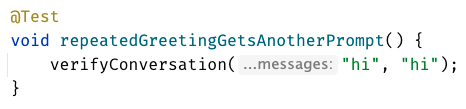 @Test
void repeatedGreetingGetsAnotherPrompt() {
    verifyConversation( ...messages: "hi", "hi");
}